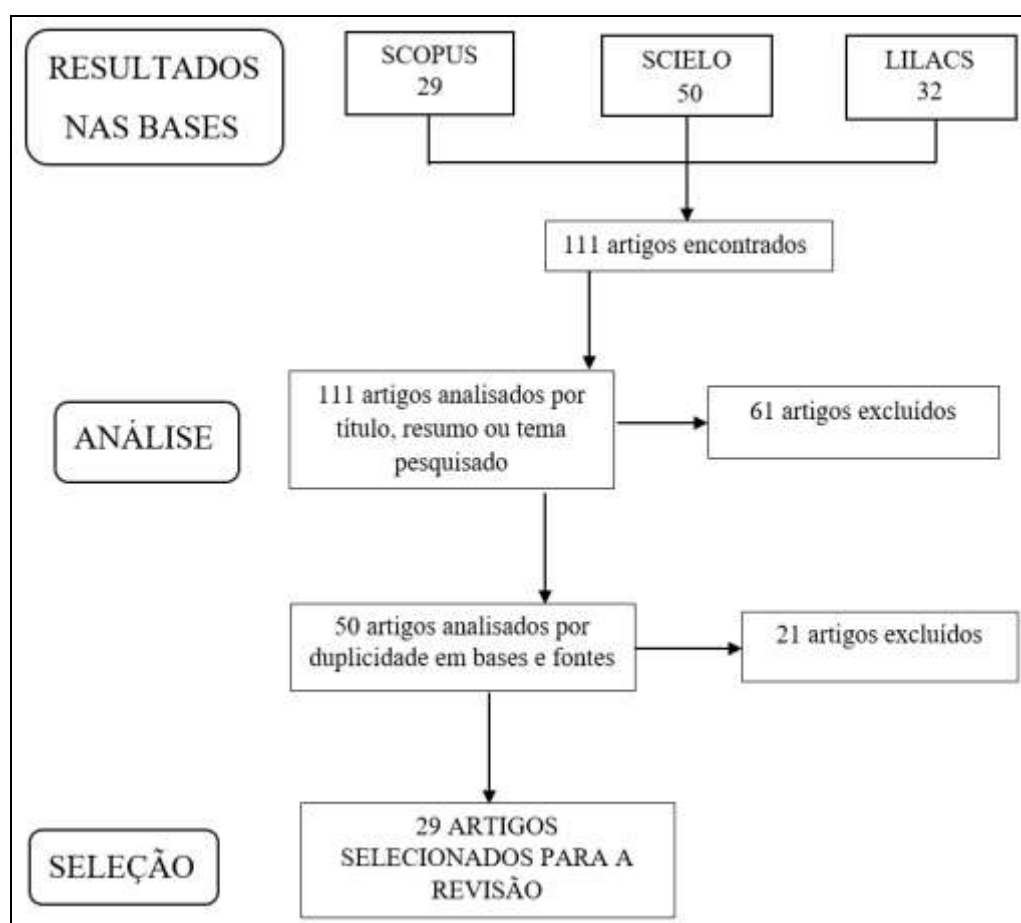 RESULTADOS
NAS BASES
SCOPUS
29
SCIELO
50
LILACS
32
111 artigos encontrados
ANÁLISE
111 artigos analisados por
título, resumo ou tema
pesquisado
61 artigos excluídos
50 artigos analisados por
duplicidade em bases e fontes
21 artigos excluídos
SELEÇÃO
29 ARTIGOS
SELECIONADOS PARA A
REVISÃO